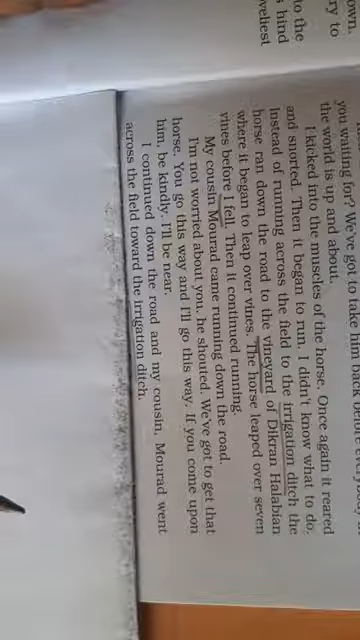 own.
ry to
to the
s hind
veliest
you waiting for? We've got to take him back before every
the world is up and about.
I kicked into the muscles of the horse. Once again it reared
and snorted. Then it began to run. I didn't know what to do.
Instead of running across the field to the irrigation ditch the
horse ran down the road to the vineyard of Dikran Halabian
where it began to leap over vines. The horse leaped over seven
vines before I fell. Then it continued running.
My cousin Mourad came running down the road.
I'm not worried about you, he shouted. We've got to get that
horse. You go this way and I'll go this way. If you come upon
him, be kindly. I'll be near.
I continued down the road and my cousin, Mourad went
across the field toward the irrigation ditch.